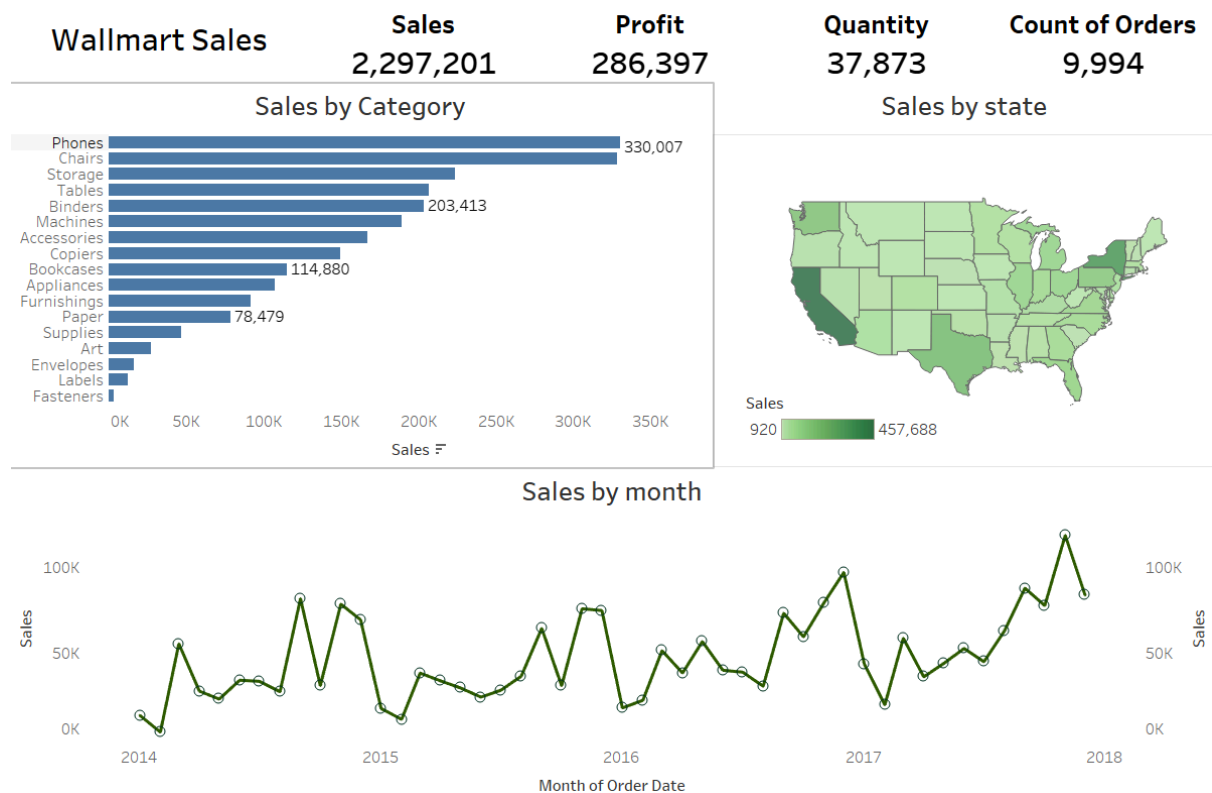 Wallmart Sales
Sales
2,297,201
Profit
286,397
Quantity
37,873
Count of Orders
9,994
Sales by Category
Phones
330,007
Chairs
Storage
Tables
Binders
203,413
Machines
Accessories
Copiers
Bookcases
114,880
Appliances
Furnishings
Paper
78,479
Supplies
Art
Envelopes
Labels
Fasteners
0K 50K 100K 150K 200K 250K 300K 350K
Sales
Sales by state
Sales
920 457,688
Sales by month
Sales
100K
50K
0K
2014 2015 2016 2017 2018
Month of Order Date
100K
50K
0K
Sales